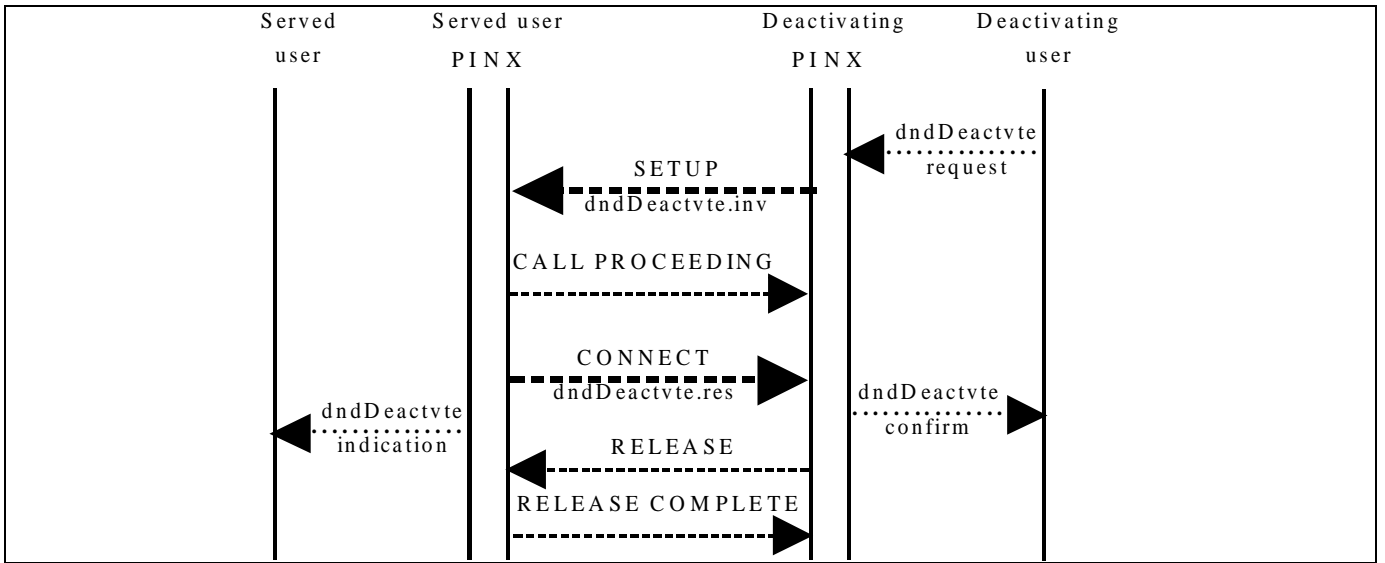 Served user
Served user PINX
Deactivating PINX
Deactivating user
dndDeactvte
request
SETUP
dndDeactvte.inv
CALL PROCEEDING
CONNECT
dndDeactvte.res
dndDeactvte
confirm
dndDeactvte
indication
RELEASE
RELEASE COMPLETE